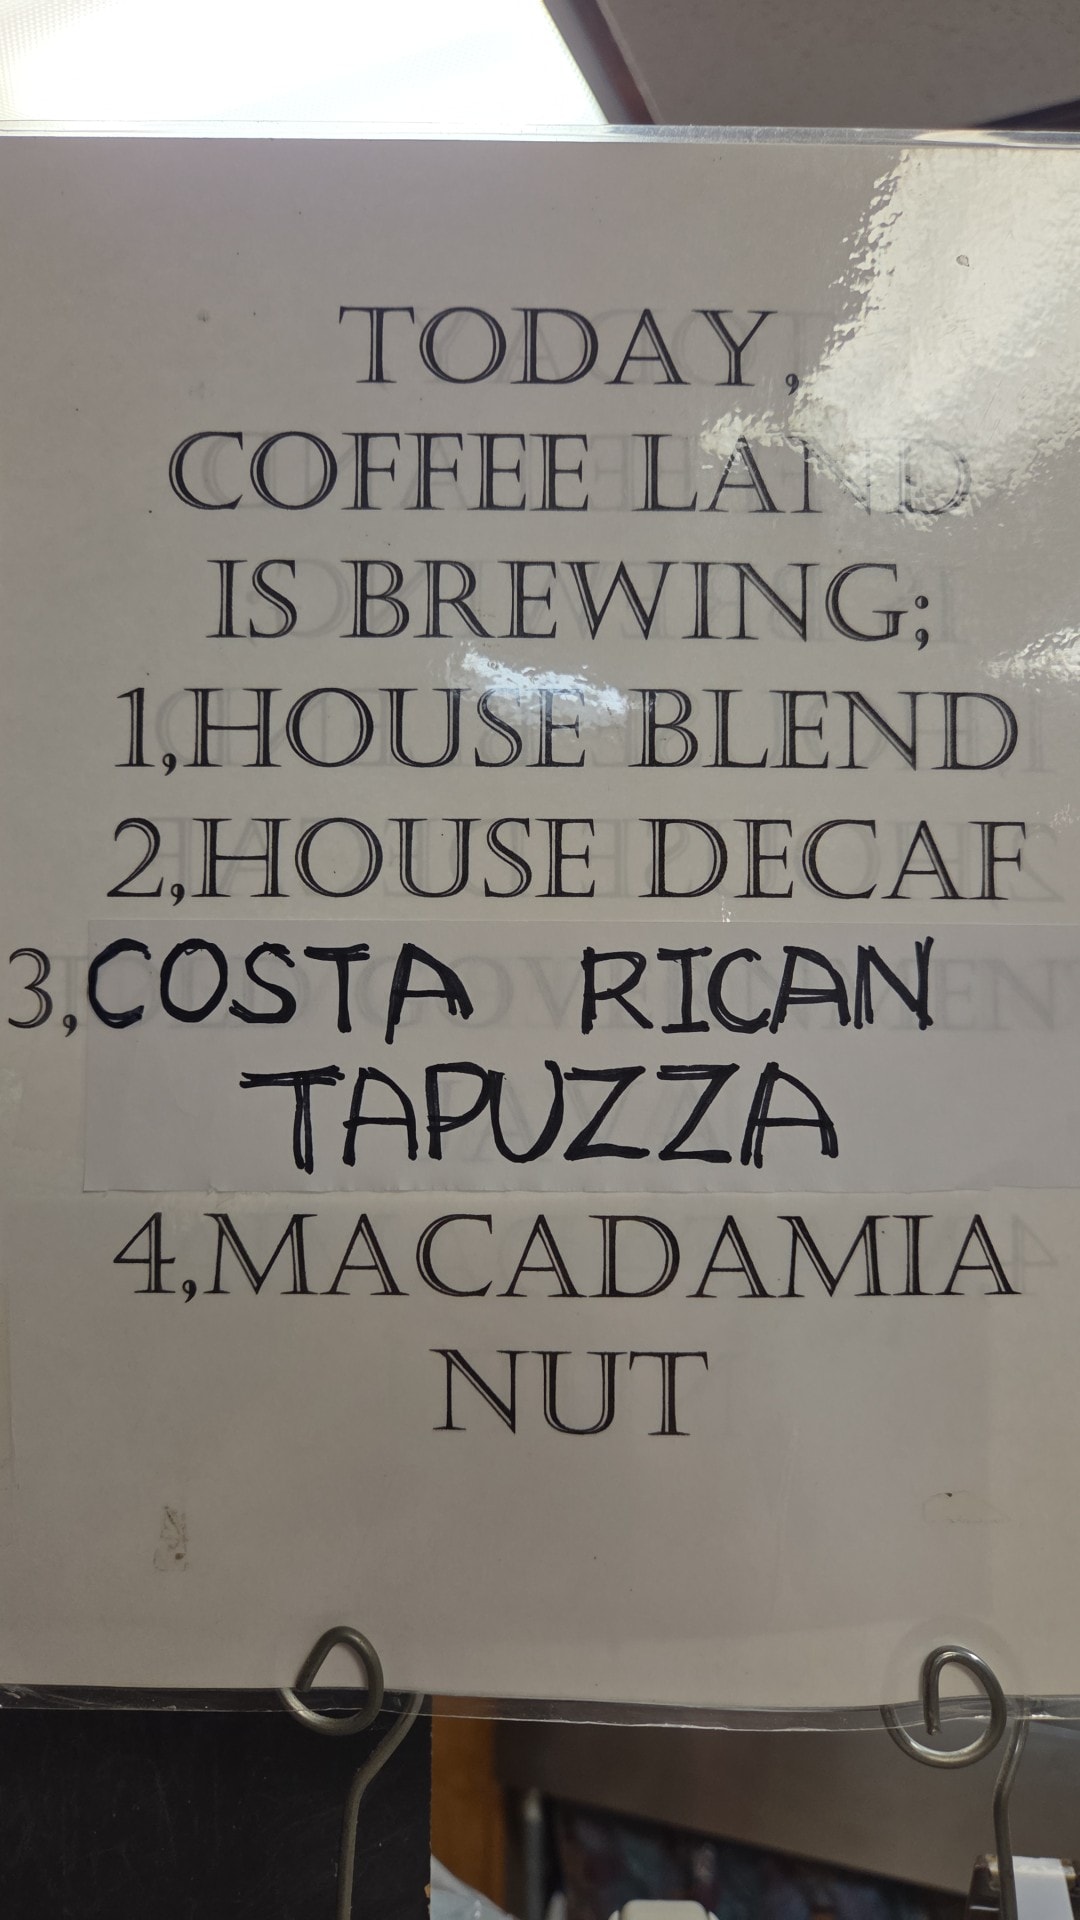 TODAY,
COFFEE LAND
IS BREWING;
1,HOUSE BLEND
2,HOUSE DECAF
3,COSTA RICAN
TAPUZZA
4,MACADAMIA
NUT